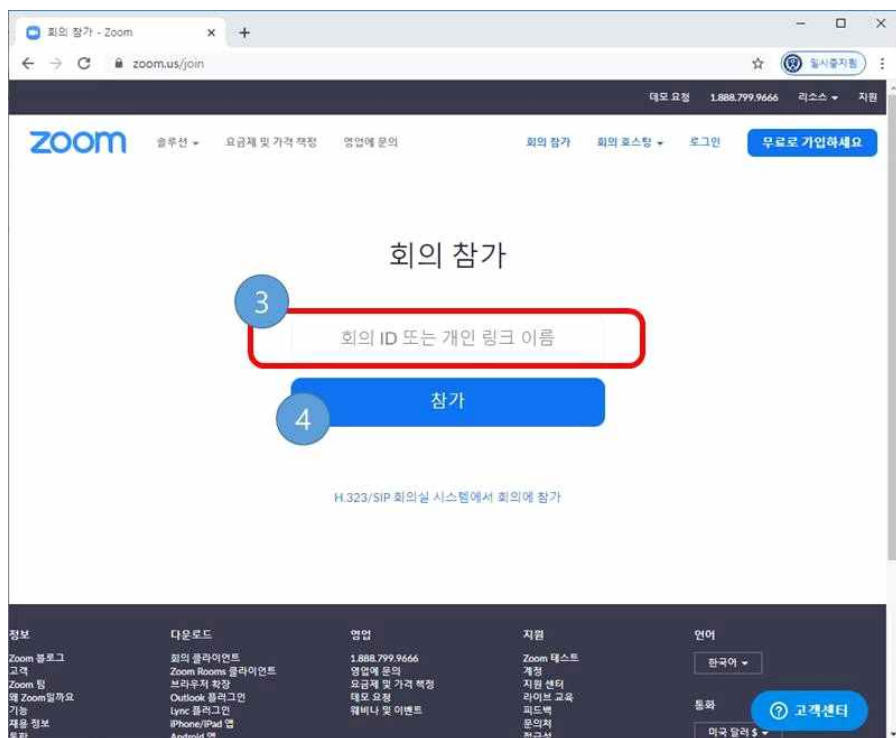 회의 참가 - Zoom
zoom.us/join
일시중지됨
데모 요청 1.888.799.9666 리소스 지원
zoom 솔루션 요금제 및 가격 책정 영업에 문의 회의 참가 회의 호스팅 로그인 무료로 가입하세요
회의 참가
3
회의 ID 또는 개인 링크 이름
참가
4
H.323/SIP 회의실 시스템에서 회의에 참가
정보 다운로드 영업 지원 언어
Zoom 블로그 회의 클라이언트 1.888.799.9666 Zoom 테스트 한국어
고객 Zoom Rooms 클라이언트 영업에 문의 계정
Zoom 팀 브라우저 확장 요금제 및 가격 책정 지원 센터
왜 Zoom일까요 Outlook 플러그인 데모 요청 라이브 교육 통화
기능 Lync 플러그인 웨비나 및 이벤트 피드백
채용 정보 iPhone/iPad 앱 문의처 미국 달러 $
통합 Android 앱 접근성
고객센터